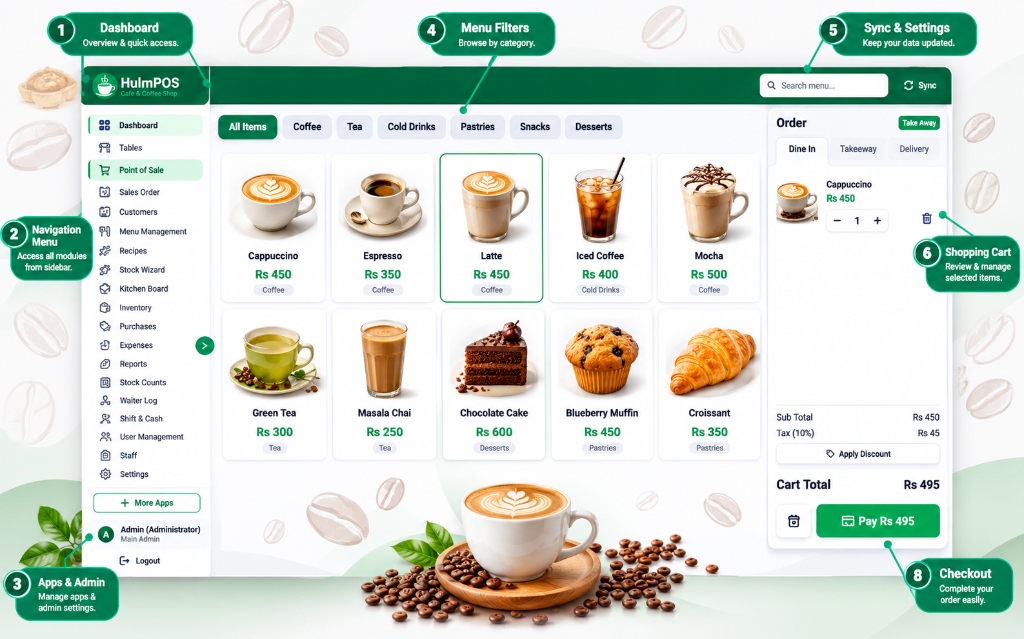 1
Dashboard
Overview & quick access.
4
Menu Filters
Browse by category.
5
Sync & Settings
Keep your data updated.
HulmPOS
Cafe & Coffee Shop
Search menu...
Sync
Dashboard
Tables
Point of Sale
Sales Order
Customers
Menu Management
Recipes
Stock Wizard
Kitchen Board
Inventory
Purchases
Expenses
Reports
Stock Counts
Waiter Log
Shift & Cash
User Management
Staff
Settings
+ More Apps
A
Admin (Administrator)
Main Admin
Logout
2
Navigation
Menu
Access all modules
from sidebar.
3
Apps & Admin
Manage apps &
admin settings.
All Items
Coffee
Tea
Cold Drinks
Pastries
Snacks
Desserts
Cappuccino
Rs 450
Coffee
Espresso
Rs 350
Coffee
Latte
Rs 450
Coffee
Iced Coffee
Rs 400
Cold Drinks
Mocha
Rs 500
Coffee
Green Tea
Rs 300
Tea
Masala Chai
Rs 250
Tea
Chocolate Cake
Rs 600
Desserts
Blueberry Muffin
Rs 450
Pastries
Croissant
Rs 350
Pastries
Order
Take Away
Dine In
Takeeway
Delivery
Cappuccino
Rs 450
− 1 +
6
Shopping Cart
Review & manage
selected items.
Sub Total Rs 450
Tax (10%) Rs 45
Apply Discount
Cart Total Rs 495
Pay Rs 495
8
Checkout
Complete your
order easily.